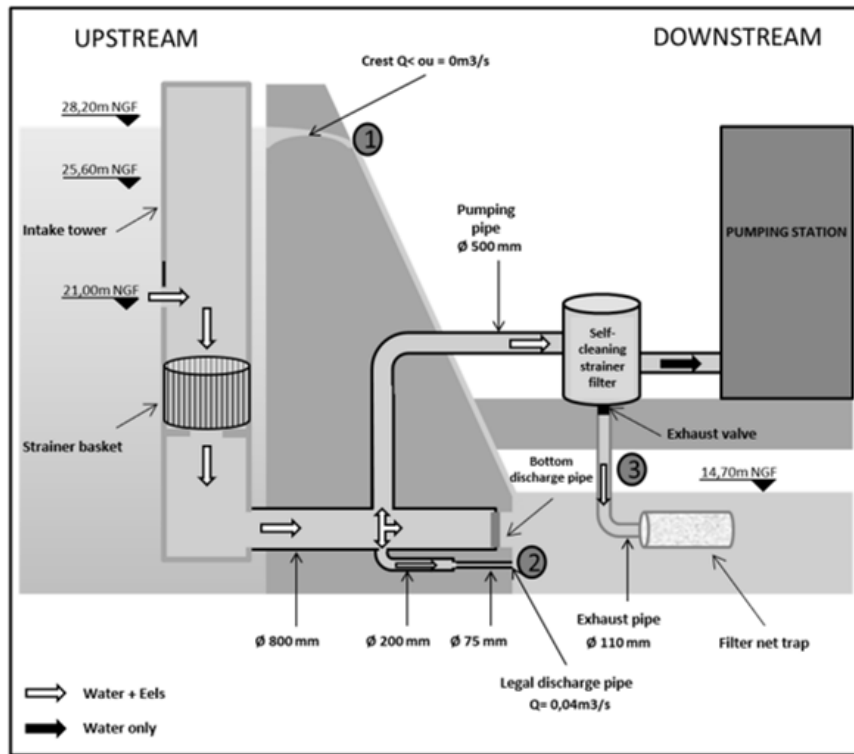 UPSTREAM
DOWNSTREAM
Crest Q< ou = 0m3/s
28,20m NGF
1
25,60m NGF
Intake tower
Pumping
pipe
Ø 500 mm
PUMPING STATION
21,00m NGF
Self-
cleaning
strainer
filter
Strainer basket
Exhaust valve
Bottom
discharge pipe
3
14,70m NGF
2
Ø 800 mm
Ø 200 mm
Ø 75 mm
Exhaust pipe
Ø 110 mm
Filter net trap
Legal discharge pipe
Q= 0,04m3/s
Water + Eels
Water only